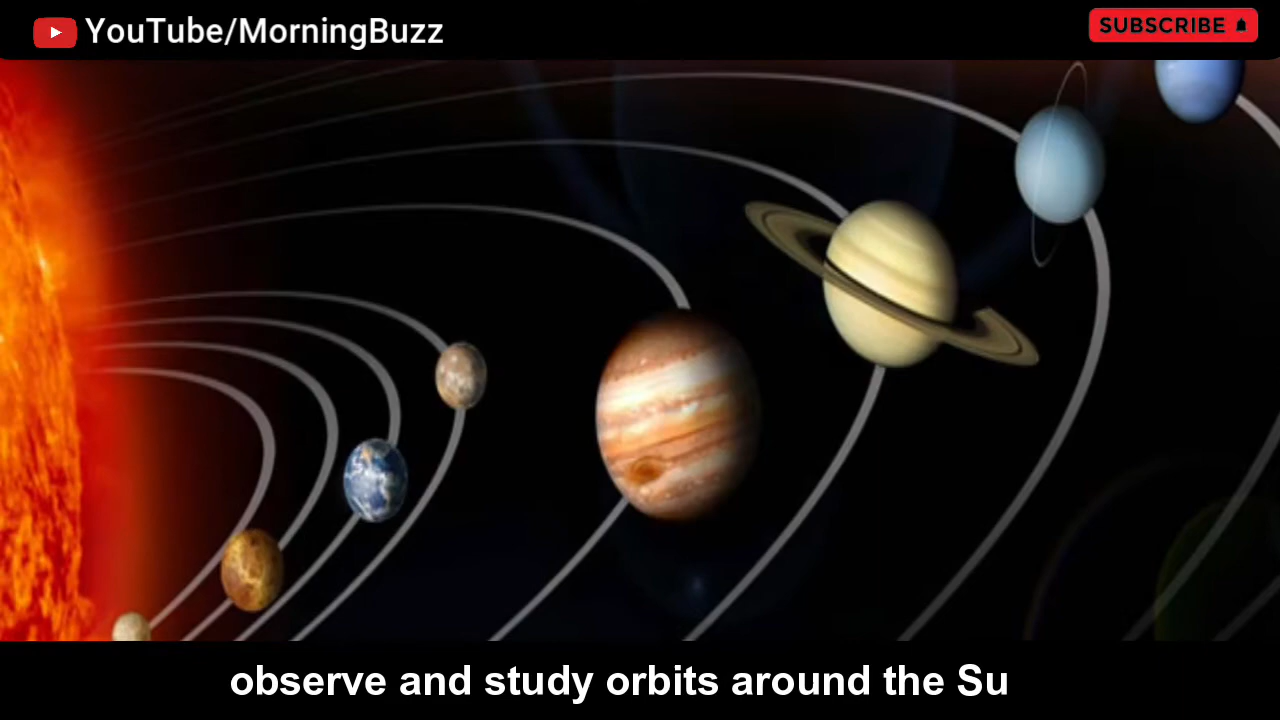 YouTube/MorningBuzz
SUBSCRIBE
observe and study orbits around the Su